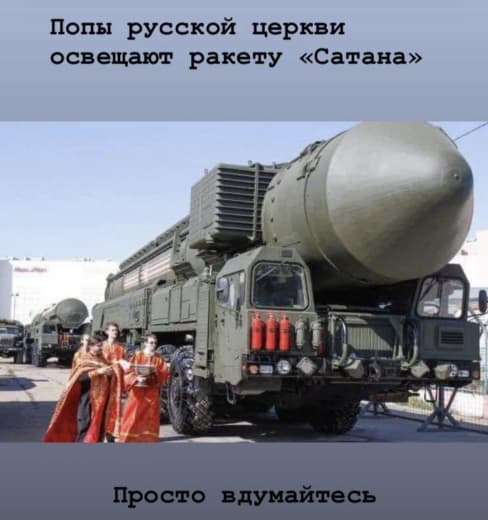 Попы русской церкви
освещают ракету «Сатана»
Просто вдумайтесь